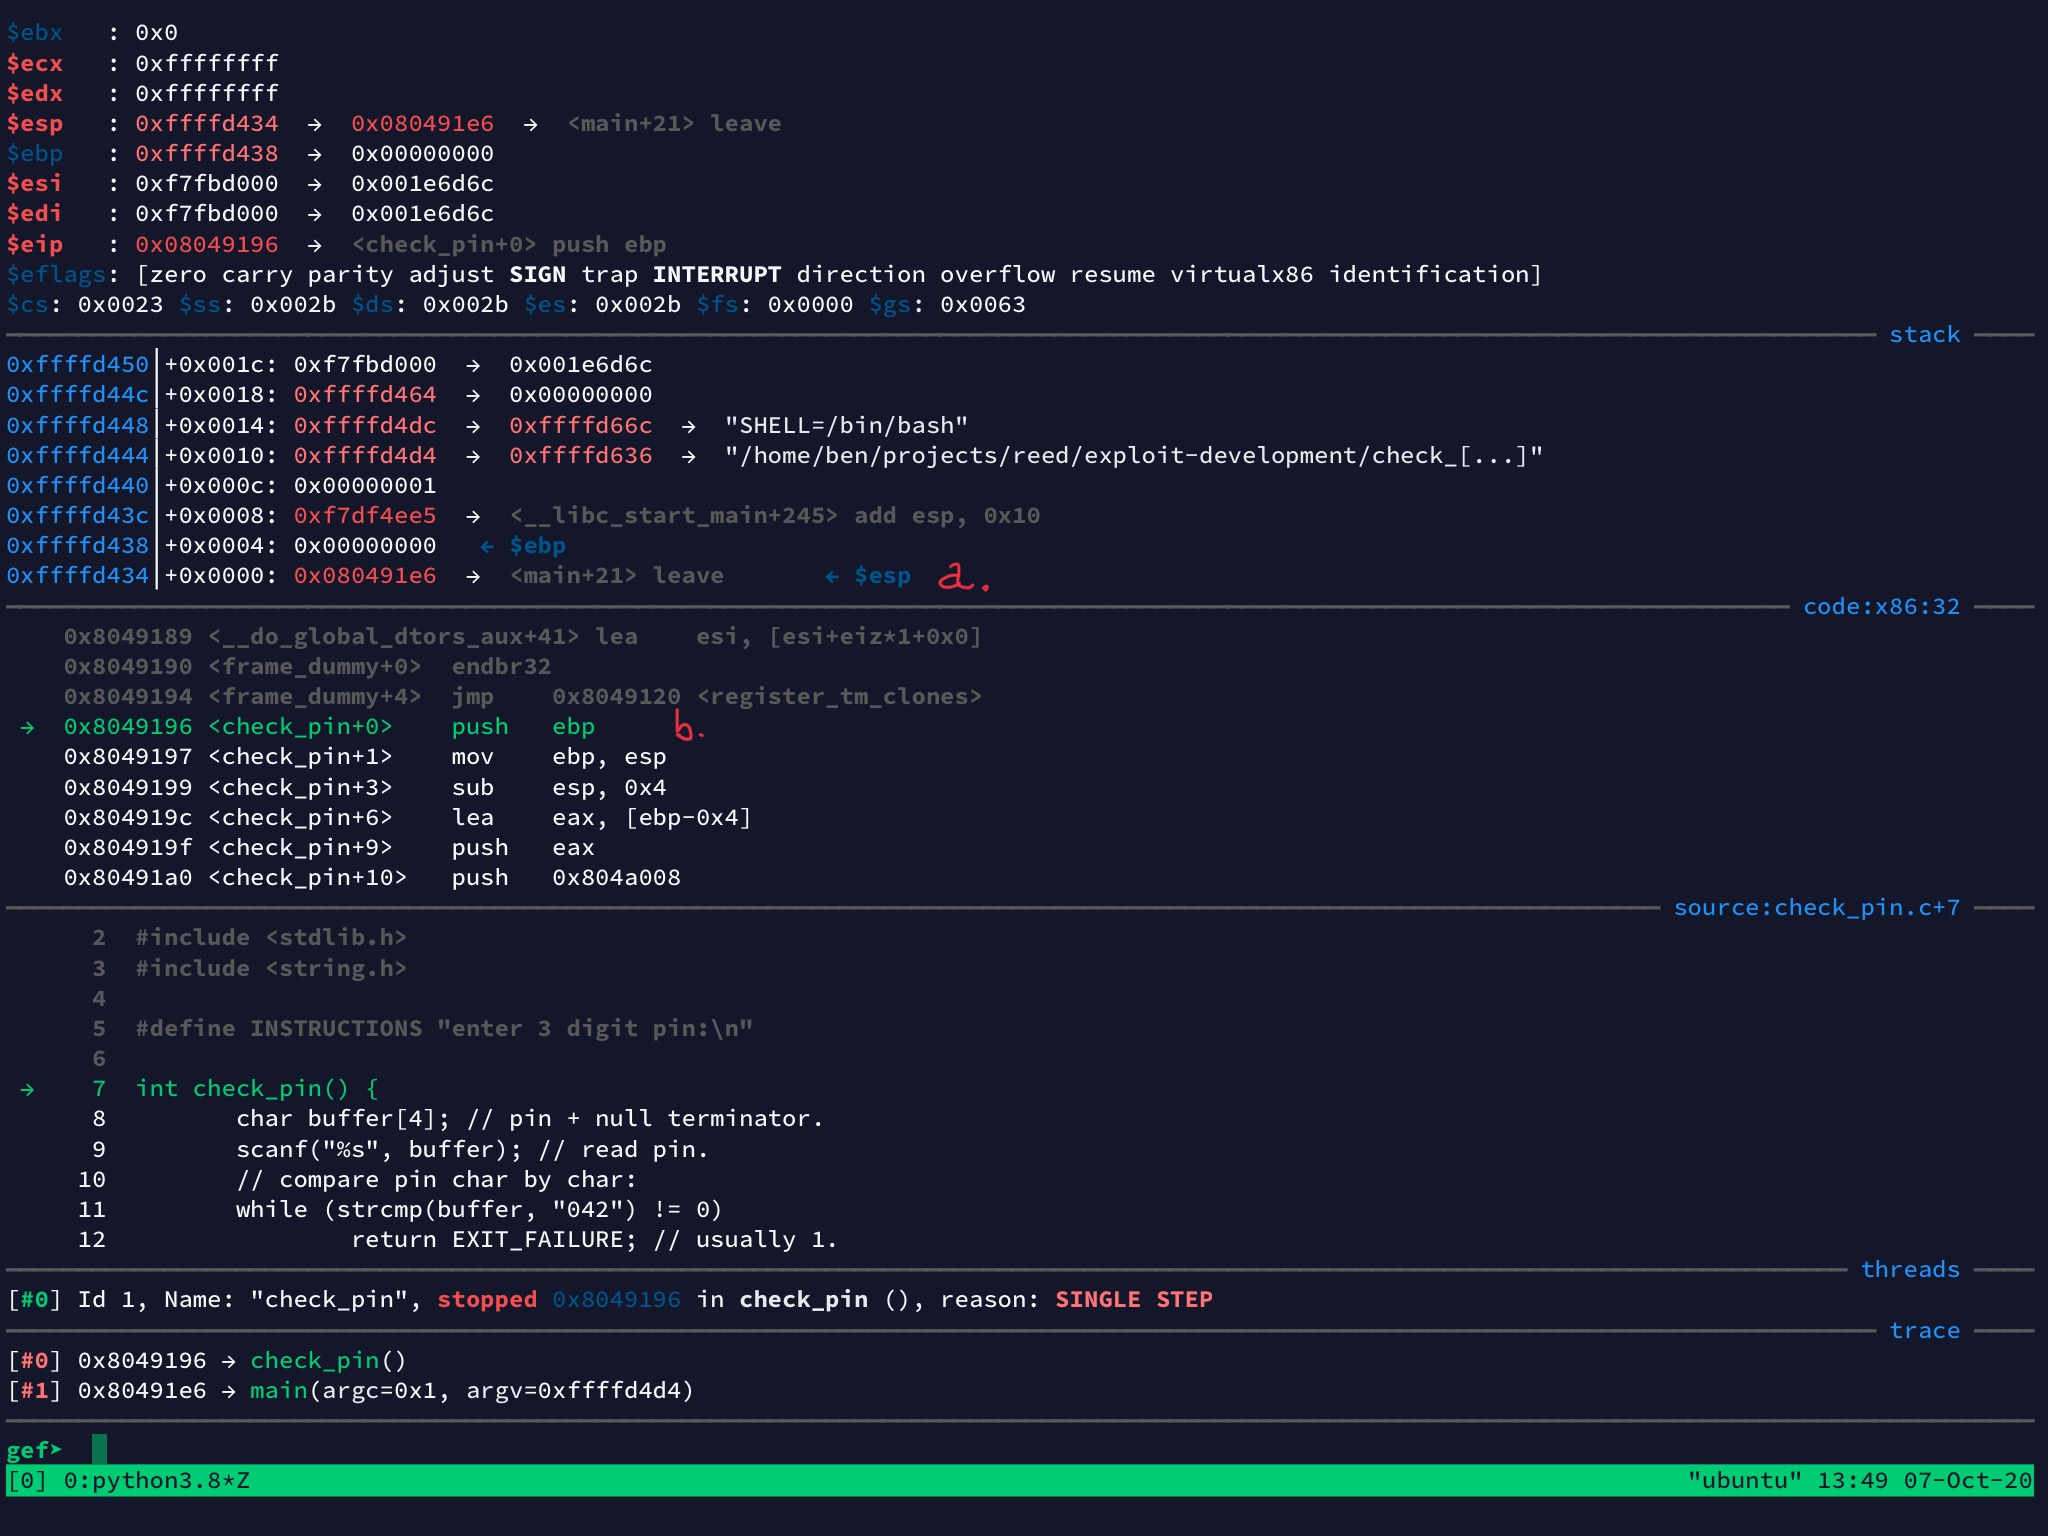 $ebx   : 0x0
$ecx   : 0xffffffff
$edx   : 0xffffffff
$esp   : 0xffffd434  →  0x080491e6  →  <main+21> leave
$ebp   : 0xffffd438  →  0x00000000
$esi   : 0xf7fbd000  →  0x001e6d6c
$edi   : 0xf7fbd000  →  0x001e6d6c
$eip   : 0x08049196  →  <check_pin+0> push ebp
$eflags: [zero carry parity adjust SIGN trap INTERRUPT direction overflow resume virtualx86 identification]
$cs: 0x0023 $ss: 0x002b $ds: 0x002b $es: 0x002b $fs: 0x0000 $gs: 0x0063
stack
0xffffd450│+0x001c: 0xf7fbd000  →  0x001e6d6c
0xffffd44c│+0x0018: 0xffffd464  →  0x00000000
0xffffd448│+0x0014: 0xffffd4dc  →  0xffffd66c  →  "SHELL=/bin/bash"
0xffffd444│+0x0010: 0xffffd4d4  →  0xffffd636  →  "/home/ben/projects/reed/exploit-development/check_[...]"
0xffffd440│+0x000c: 0x00000001
0xffffd43c│+0x0008: 0xf7df4ee5  →  <__libc_start_main+245> add esp, 0x10
0xffffd438│+0x0004: 0x00000000   ← $ebp
0xffffd434│+0x0000: 0x080491e6  →  <main+21> leave       ← $esp a.
code:x86:32
0x8049189 <__do_global_dtors_aux+41> lea    esi, [esi+eiz*1+0x0]
0x8049190 <frame_dummy+0>  endbr32
0x8049194 <frame_dummy+4>  jmp    0x8049120 <register_tm_clones>
→  0x8049196 <check_pin+0>    push   ebp b.
0x8049197 <check_pin+1>    mov    ebp, esp
0x8049199 <check_pin+3>    sub    esp, 0x4
0x804919c <check_pin+6>    lea    eax, [ebp-0x4]
0x804919f <check_pin+9>    push   eax
0x80491a0 <check_pin+10>   push   0x804a008
source:check_pin.c+7
2  #include <stdlib.h>
3  #include <string.h>
4
5  #define INSTRUCTIONS "enter 3 digit pin:\n"
6
→    7  int check_pin() {
8         char buffer[4]; // pin + null terminator.
9         scanf("%s", buffer); // read pin.
10         // compare pin char by char:
11         while (strcmp(buffer, "042") != 0)
12                 return EXIT_FAILURE; // usually 1.
threads
[#0] Id 1, Name: "check_pin", stopped 0x8049196 in check_pin (), reason: SINGLE STEP
trace
[#0] 0x8049196 → check_pin()
[#1] 0x80491e6 → main(argc=0x1, argv=0xffffd4d4)
gef➤
[0] 0:python3.8*Z "ubuntu" 13:49 07-Oct-20